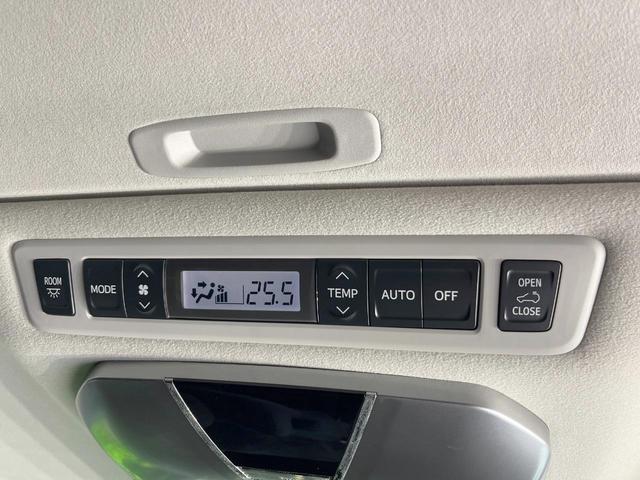 ROOM
MODE
25.5
TEMP
AUTO
OFF
OPEN
CLOSE